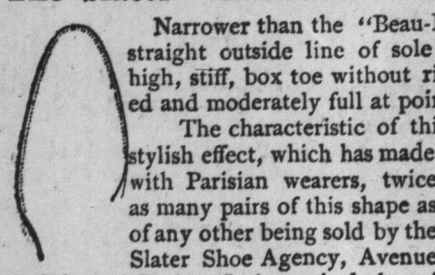 Narrower than the "Beau-
straight outside line of sole
high, stiff, box toe without
ed and moderately full at
The characteristic of
stylish effect, which has made
with Parisian wearers, twice
as many pairs of this shape as
of any other being sold by the
Slater Shoe Agency, Avenue